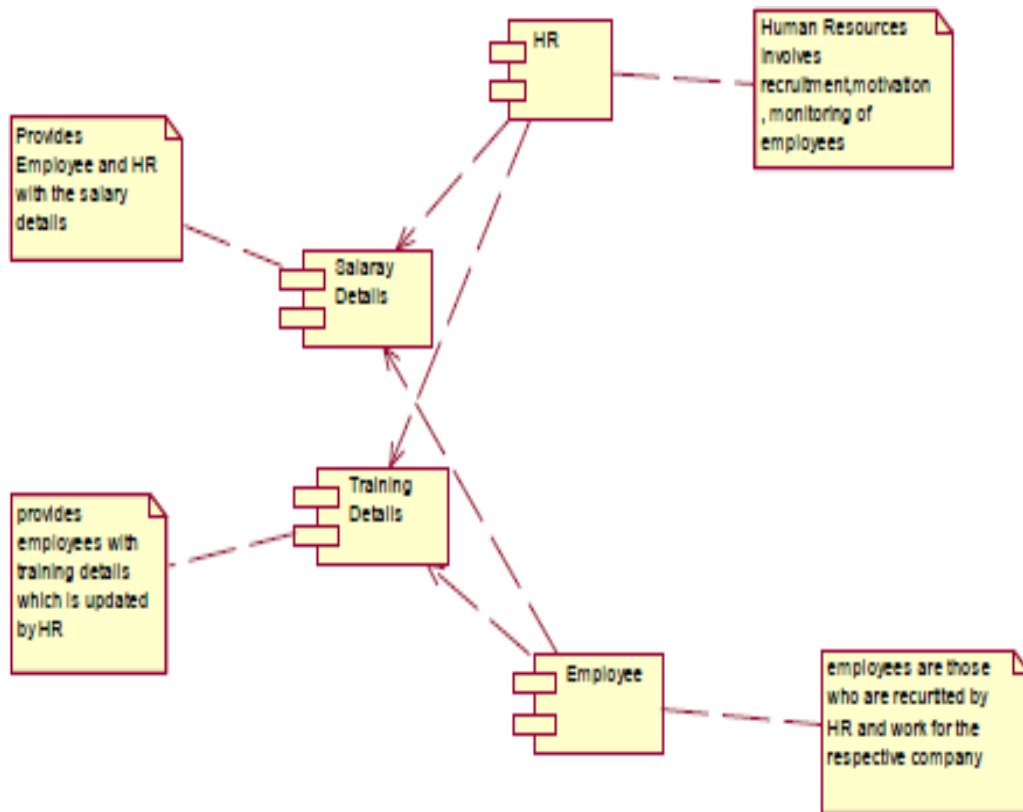 HR
Human Resources
Involves
recruitment,motivation
, monitoring of
employees
Provides
Employee and HR
with the salary
details
Salaray
Details
Training
Details
provides
employees with
training details
which is updated
by HR
Employee
employees are those
who are recurtted by
HR and work for the
respective company